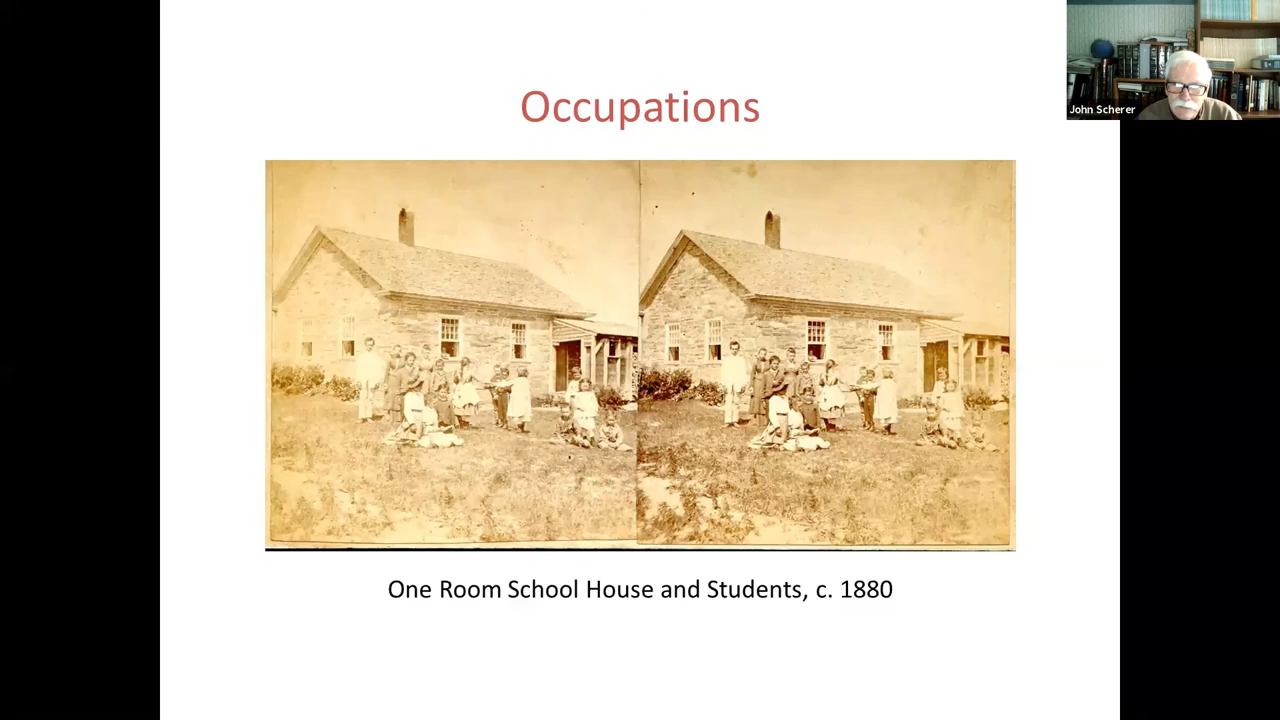 Occupations
John Scherer
One Room School House and Students, c. 1880